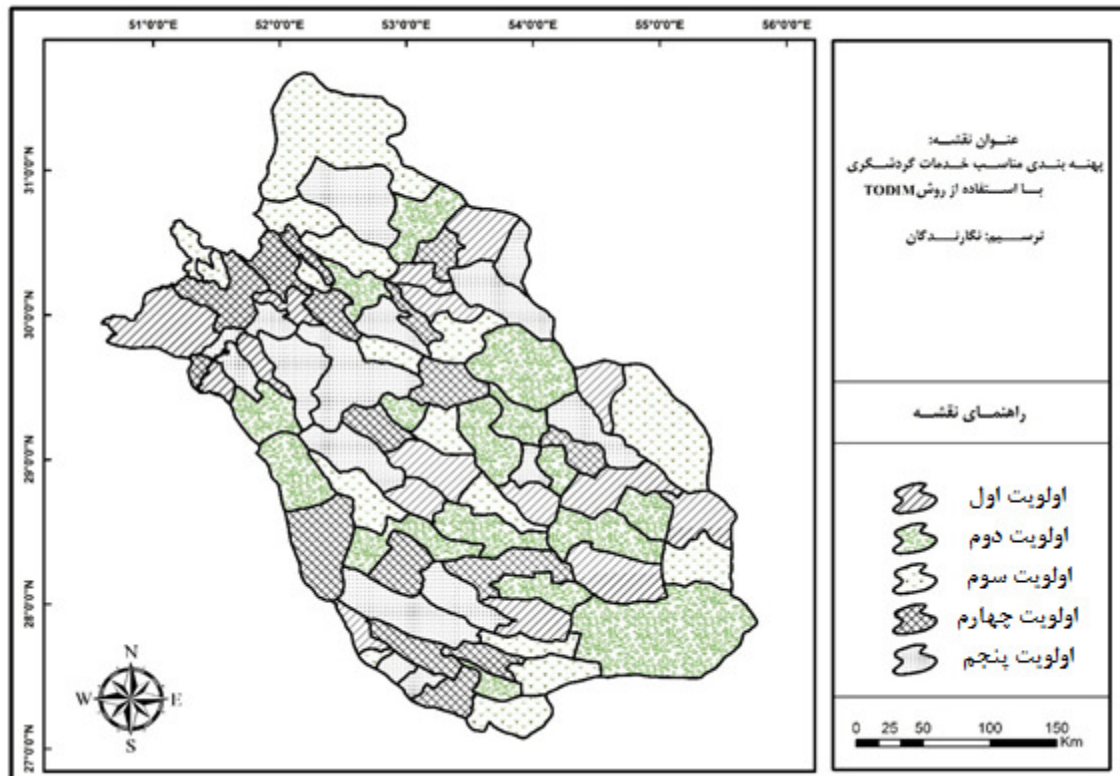 51°0'0"E 52°0'0"E 53°0'0"E 54°0'0"E 55°0'0"E 56°0'0"E
31°0'0"N
30°0'0"N
29°0'0"N
28°0'0"N
27°0'0"N
N
W E
S
عنوان نقشه:
پهنه بندی مناسب خدمات گردشگری
با استفاده از روش TODIM
ترسیم: نگارندگان
راهنمای نقشه
اولویت اول
اولویت دوم
اولویت سوم
اولویت چهارم
اولویت پنجم
0 25 50 100 150
Km